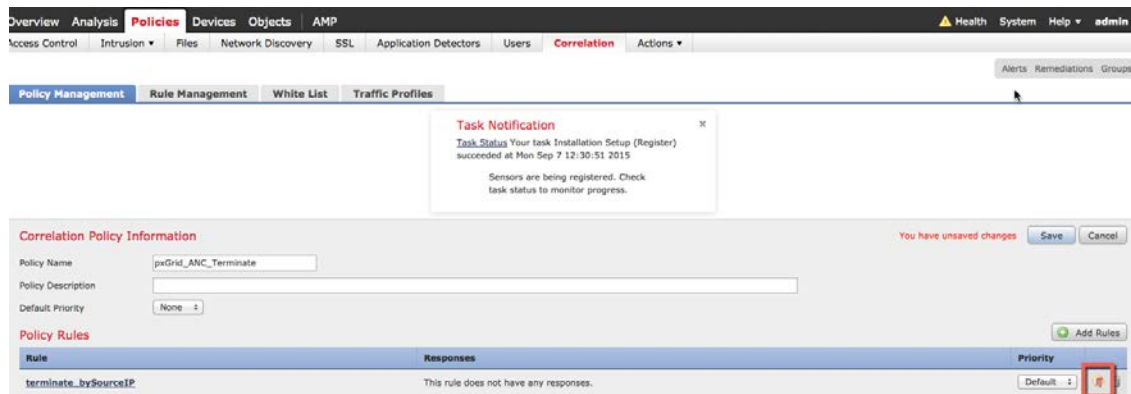 Overview Analysis Policies Devices Objects AMP Health System Help admin
Access Control Intrusion Files Network Discovery SSL Application Detectors Users Correlation Actions
Alerts Remediations Groups
Policy Management Rule Management White List Traffic Profiles
Task Notification x
Task Status Your task Installation Setup (Register)
succeeded at Mon Sep 7 12:30:51 2015
Sensors are being registered. Check
task status to monitor progress.
Correlation Policy Information You have unsaved changes Save Cancel
Policy Name pxGrid_ANC_Terminate
Policy Description
Default Priority None
Policy Rules Add Rules
Rule Responses Priority
terminate_bySourceIP This rule does not have any responses. Default